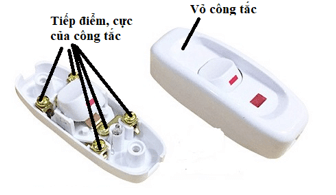 Tiếp điểm, cực
của công tắc
Vỏ công tắc